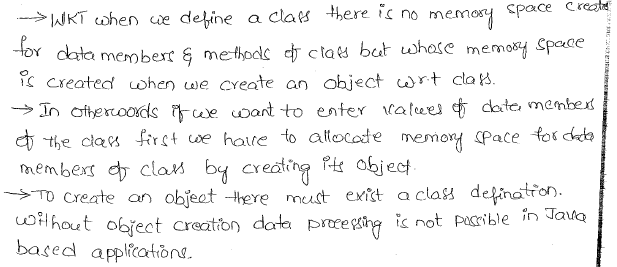 → WKT when we define a class there is no memory space create
for data members & methods of class but whose memory space
is created when we create an object w.r.t class.
→ In otherwoords if we want to enter values of data members
of the class first we have to allocate memory space for data
members of class by creating its object.
→ TO create an object there must exist a class defination.
without object creation data processing is not possible in Java
based applications.